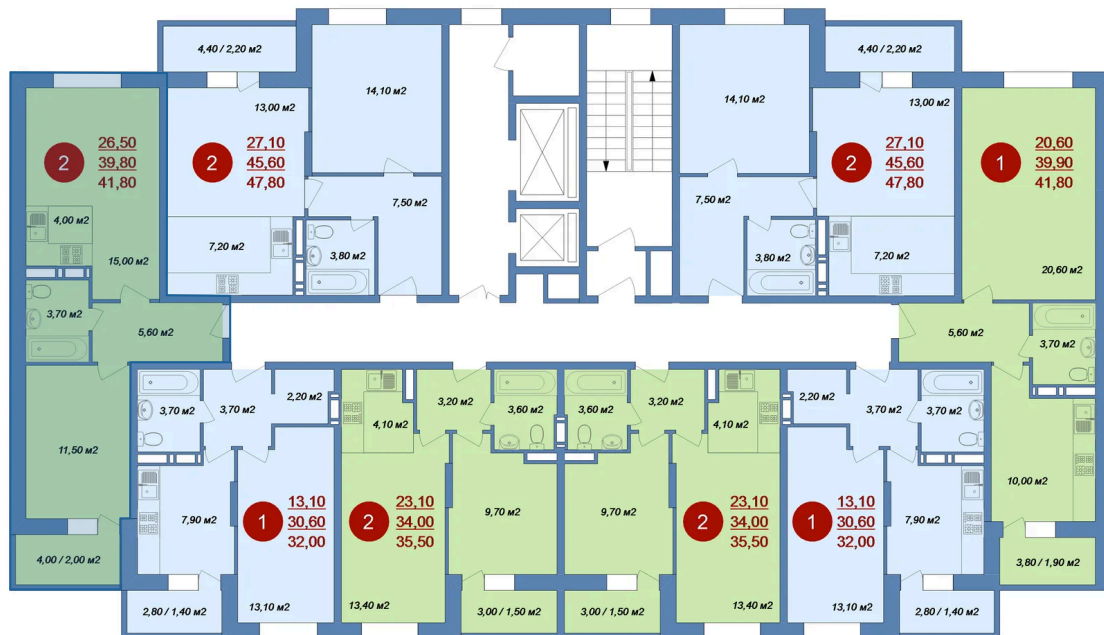 4,40 / 2,20 м2
4,40 / 2,20 м2
14,10 м2
14,10 м2
13,00 м2
13,00 м2
2
26,50
39,80
41,80
2
27,10
45,60
47,80
2
27,10
45,60
47,80
1
20,60
39,90
41,80
4,00 м2
7,50 м2
7,50 м2
7,20 м2
3,80 м2
3,80 м2
7,20 м2
15,00 м2
20,60 м2
3,70 м2
5,60 м2
5,60 м2
3,70 м2
3,70 м2
3,70 м2
2,20 м2
3,20 м2
3,60 м2
3,60 м2
3,20 м2
2,20 м2
3,70 м2
3,70 м2
4,10 м2
4,10 м2
11,50 м2
10,00 м2
7,90 м2
1
13,10
30,60
32,00
2
23,10
34,00
35,50
9,70 м2
9,70 м2
2
23,10
34,00
35,50
1
13,10
30,60
32,00
7,90 м2
4,00 / 2,00 м2
3,80 / 1,90 м2
2,80 / 1,40 м2
13,10 м2
13,40 м2
3,00 / 1,50 м2
3,00 / 1,50 м2
13,40 м2
13,10 м2
2,80 / 1,40 м2